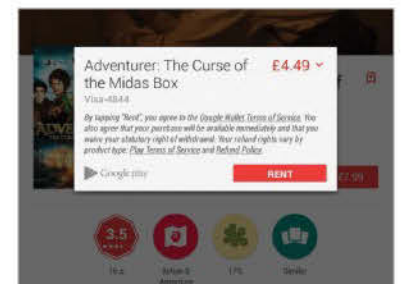 Adventurer: The Curse of £4.49
the Midas Box
Visa-4844
By tapping "Rent", you agree to the Google Wallet Terms of Service. You
also agree that your purchase will be available immediately and that you
waive your statutory right of withdrawal. Your refund rights vary by
product type: Play Terms of Service and Refund Policy.
Google play RENT
£7.99
3.5
Similar